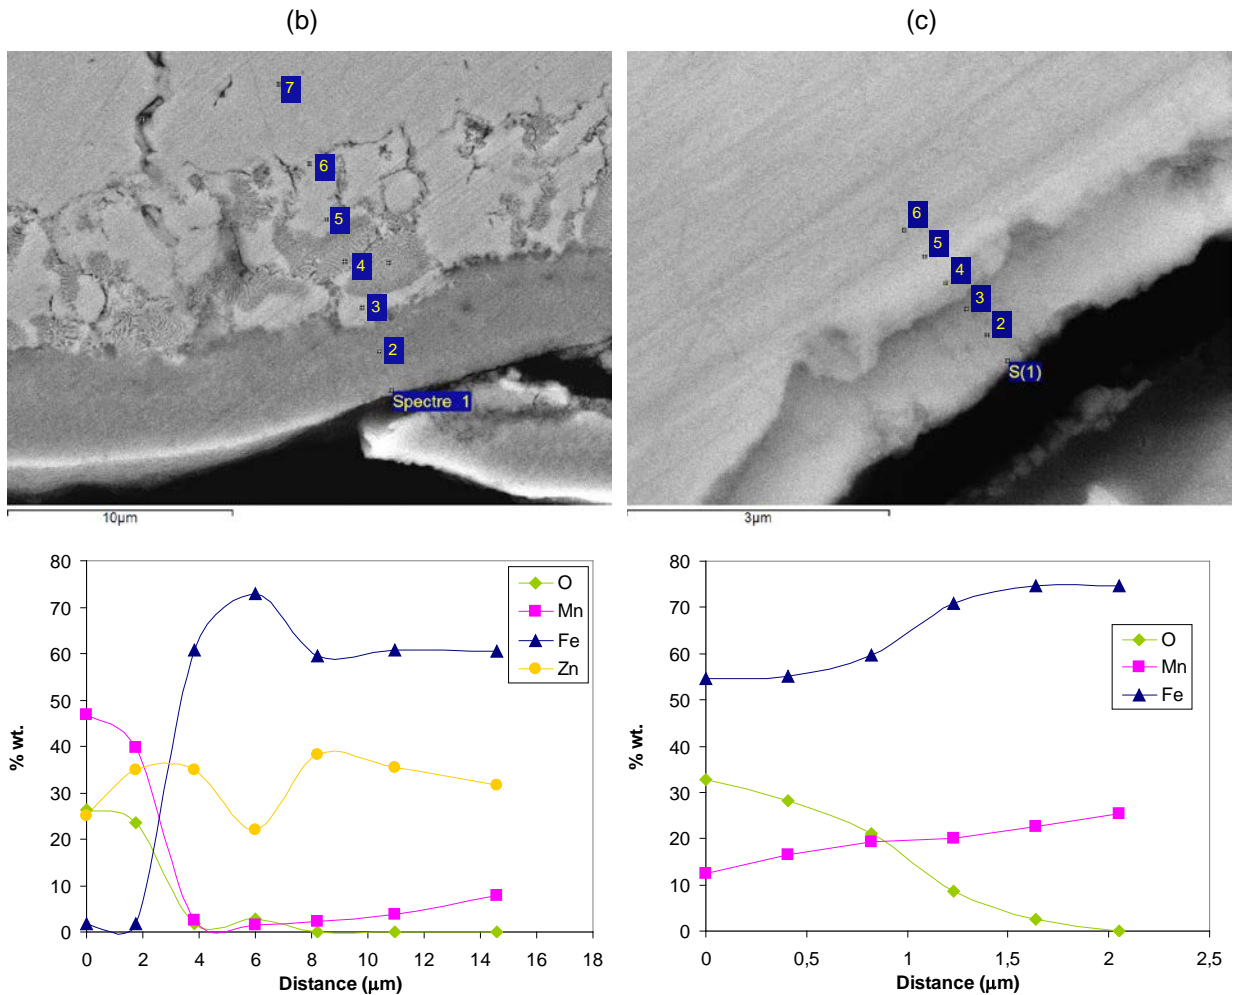 (b)
(c)
7
6
5
4
3
2
Spectre 1
10µm
6
5
4
3
2
S(1)
3µm
80
70
60
50
40
30
20
10
0
% wt.
0 2 4 6 8 10 12 14 16 18
Distance (µm)
O
Mn
Fe
Zn
80
70
60
50
40
30
20
10
0
% wt.
0 0,5 1 1,5 2 2,5
Distance (µm)
O
Mn
Fe